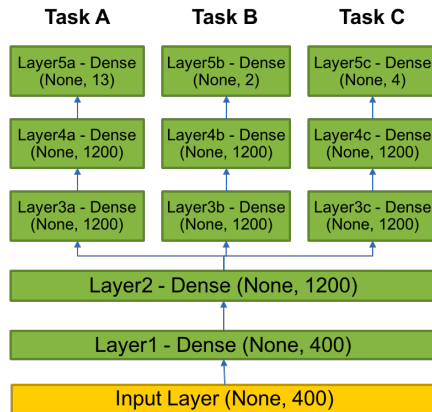 Task A
Task B
Task C
Layer5a - Dense
(None, 13)
Layer5b - Dense
(None, 2)
Layer5c - Dense
(None, 4)
Layer4a - Dense
(None, 1200)
Layer4b - Dense
(None, 1200)
Layer4c - Dense
(None, 1200)
Layer3a - Dense
(None, 1200)
Layer3b - Dense
(None, 1200)
Layer3c - Dense
(None, 1200)
Layer2 - Dense (None, 1200)
Layer1 - Dense (None, 400)
Input Layer (None, 400)